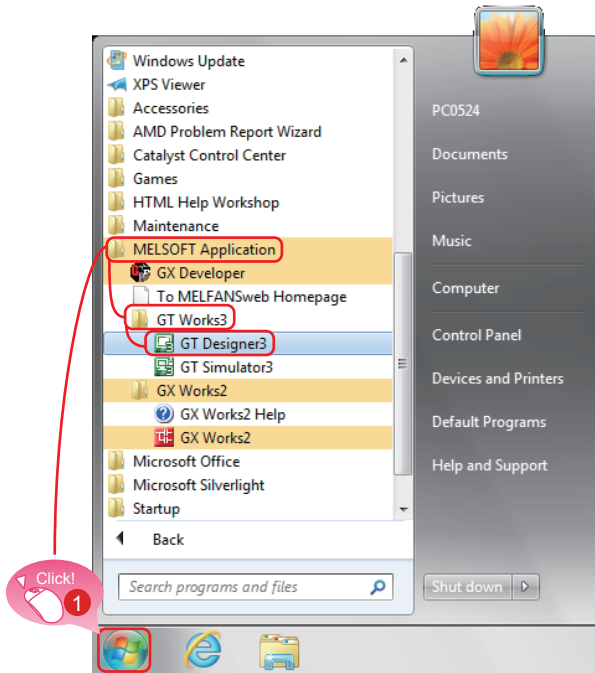 Windows Update
XPS Viewer
Accessories
AMD Problem Report Wizard
Catalyst Control Center
Games
HTML Help Workshop
Maintenance
MELSOFT Application
GX Developer
To MELFANSweb Homepage
GT Works3
GT Designer3
GT Simulator3
GX Works2
GX Works2 Help
GX Works2
Microsoft Office
Microsoft Silverlight
Startup
Back
Search programs and files
PC0524
Documents
Pictures
Music
Computer
Control Panel
Devices and Printers
Default Programs
Help and Support
Shut down
Click!
1